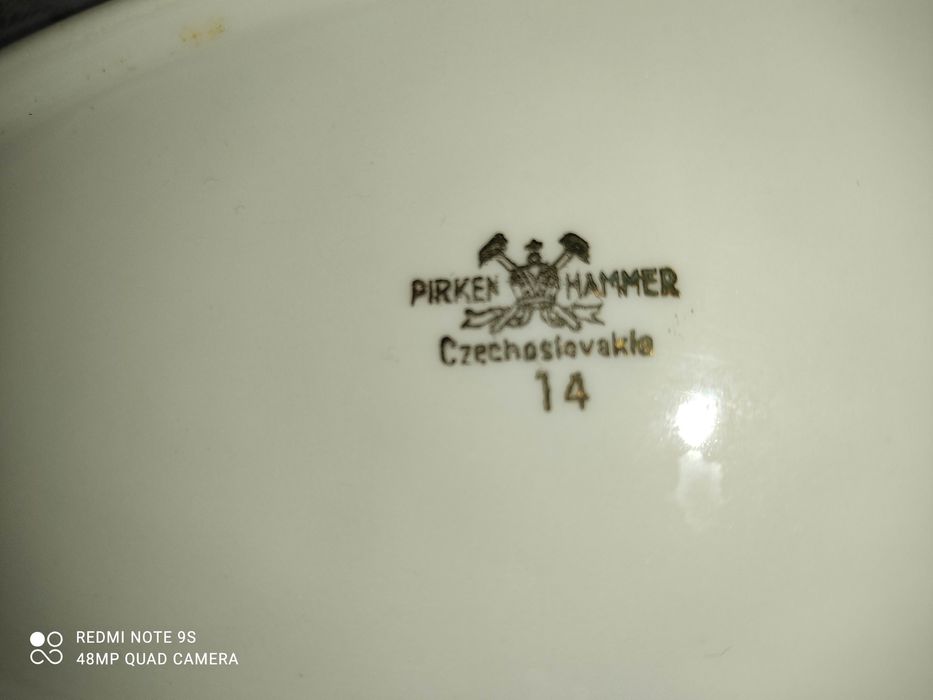 PIRKEN HAMMER
Czechoslovakia
14
REDMI NOTE 9S
48MP QUAD CAMERA